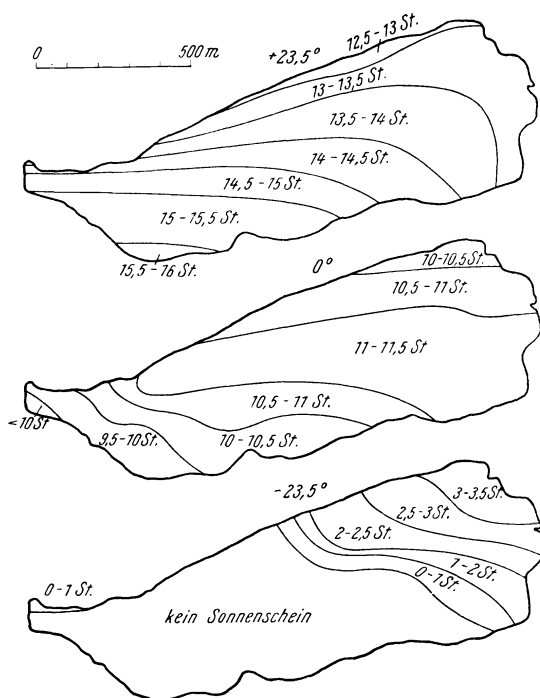 0 500 m
+23,5°
12,5-13 St.
13-13,5 St.
13,5-14 St.
14-14,5 St.
14,5-15 St.
15-15,5 St.
15,5-16 St.
0°
10-10,5 St.
10,5-11 St.
11-11,5 St
10,5-11 St.
<10 St
9,5-10 St.
10-10,5 St.
-23,5°
3-3,5 St.
2,5-3 St.
2-2,5 St.
1-2 St.
0-1 St.
0-1 St.
kein Sonnenschein